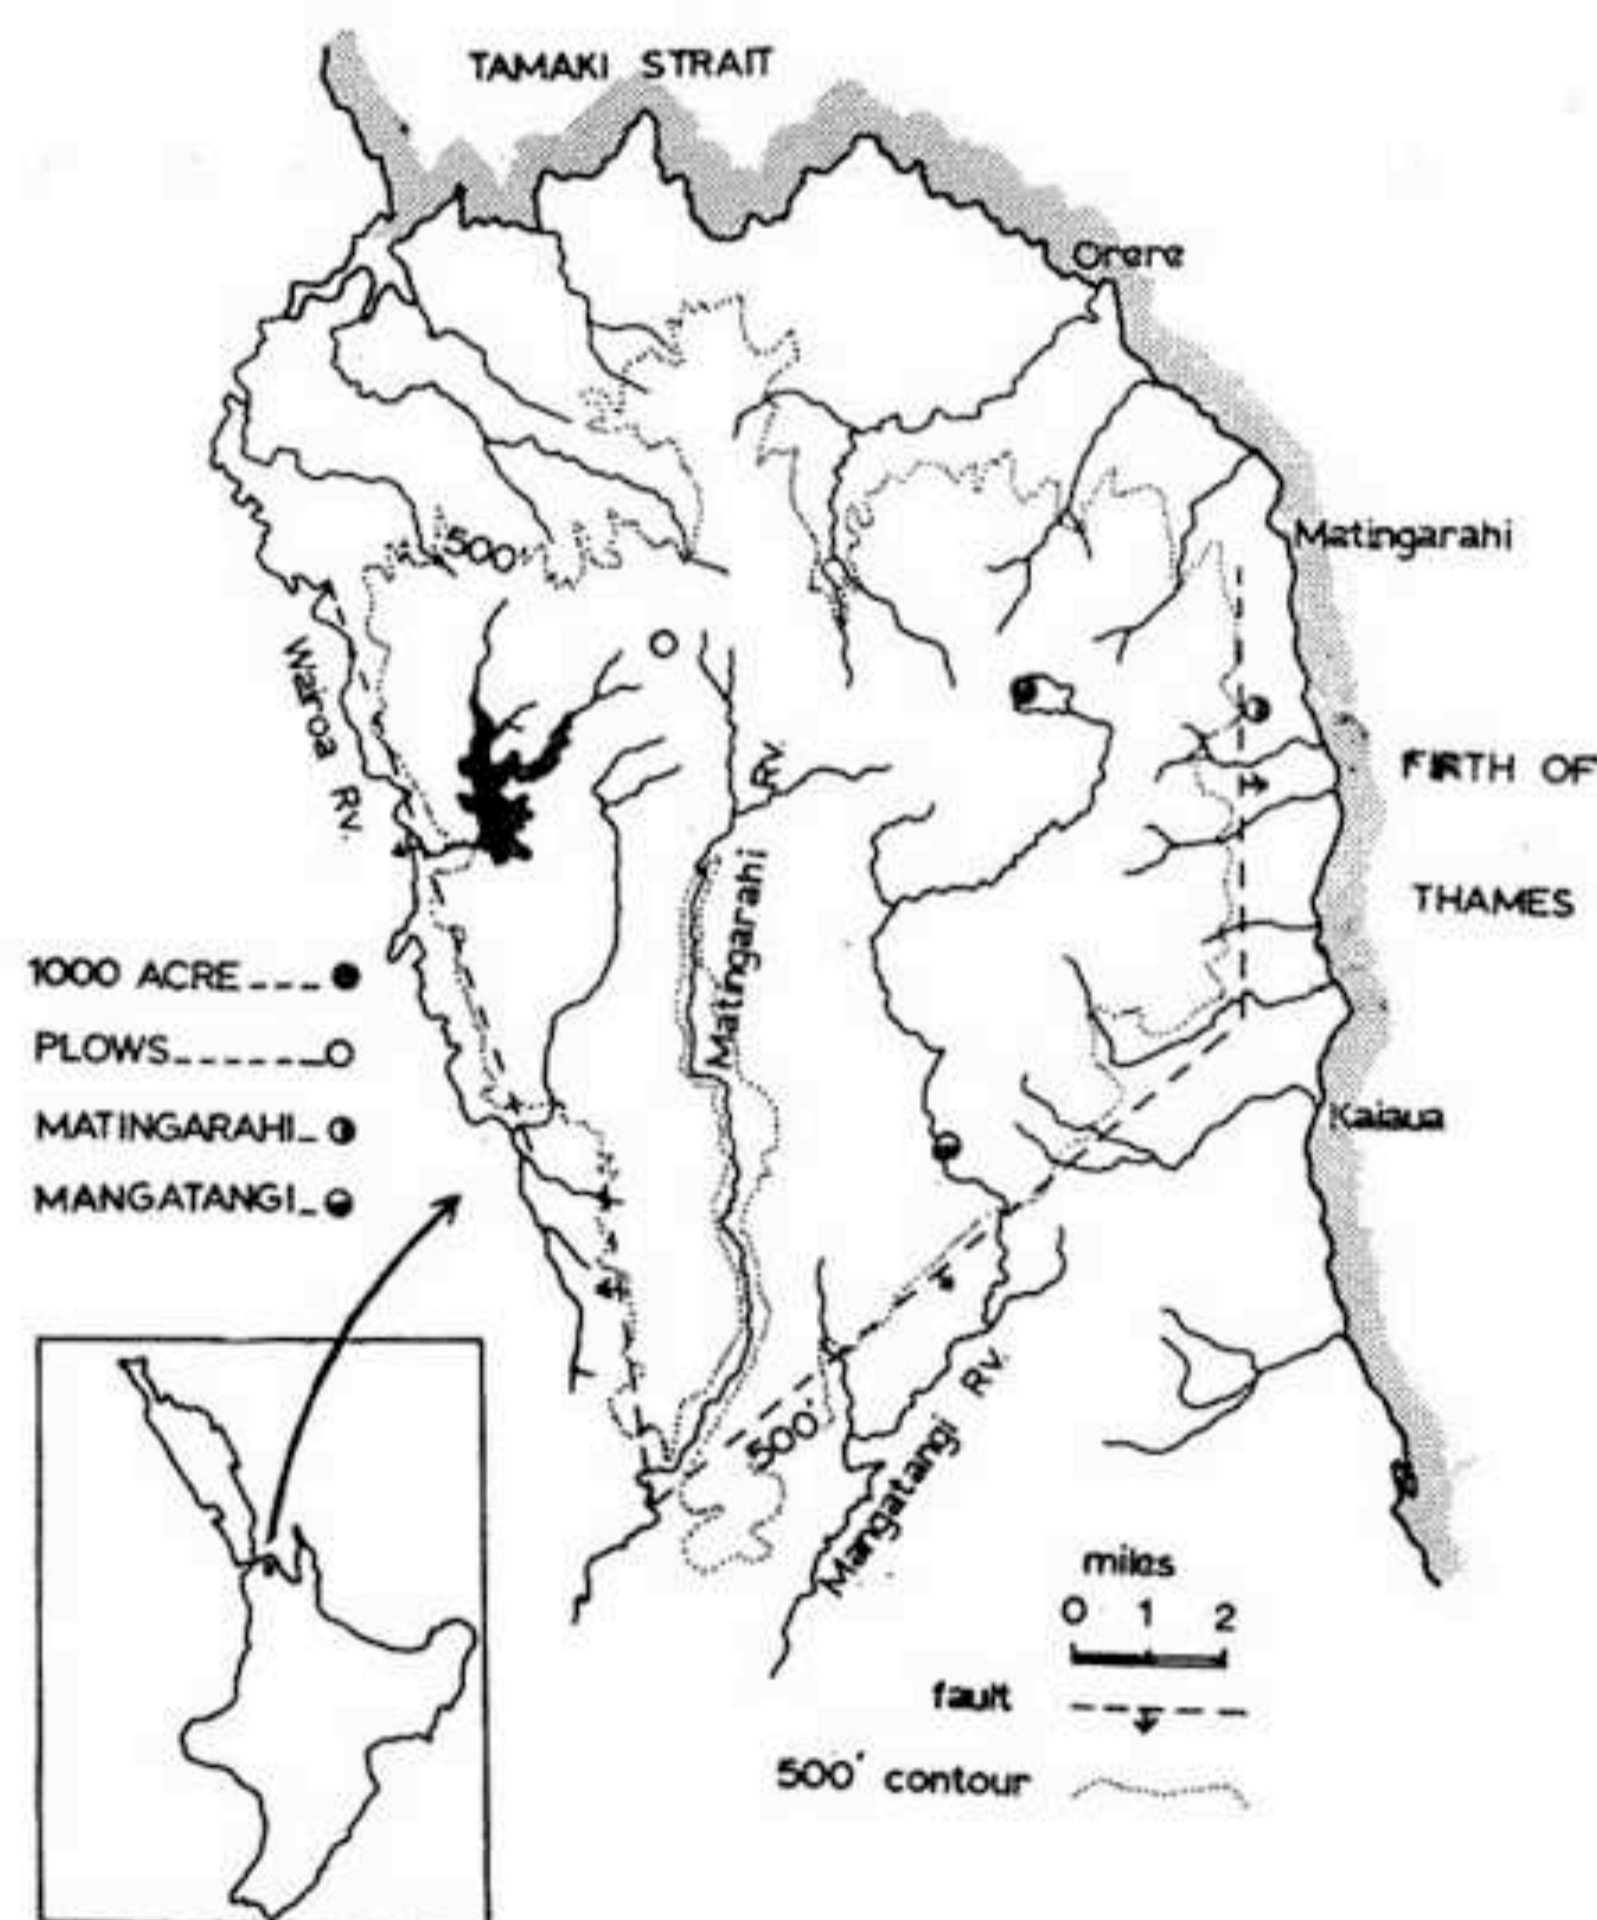 TAMAKI STRAIT
Orere
Matingarahi
500'
Wairoa Rv.
Rv.
Matingarahi
FIRTH OF
THAMES
1000 ACRE
PLOWS
MATINGARAHI
MANGATANGI
Kaiaua
500'
Mangatangi Rv.
miles
0 1 2
fault
500' contour